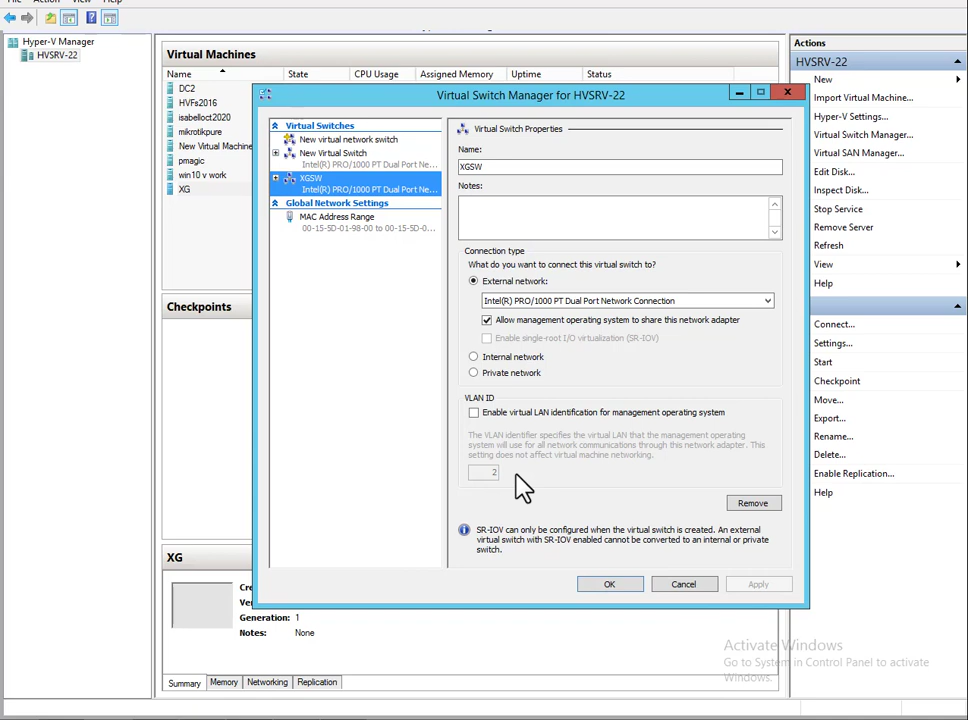 File Action View Help
Hyper-V Manager
HVSRV-22
Virtual Machines
Name State CPU Usage Assigned Memory Uptime Status
DC2
HVFs2016
isabelloct2020
mikrotikpure
New Virtual Machine
pmagic
win10 v work
XG
Checkpoints
XG
Generation: 1
Notes: None
Summary Memory Networking Replication
Virtual Switch Manager for HVSRV-22
Virtual Switches
New virtual network switch
New Virtual Switch
Intel(R) PRO/1000 PT Dual Port Ne...
XGSW
Intel(R) PRO/1000 PT Dual Port Ne...
Global Network Settings
MAC Address Range
00-15-5D-01-98-00 to 00-15-5D-0...
Virtual Switch Properties
Name:
XGSW
Notes:
Connection type
What do you want to connect this virtual switch to?
External network:
Intel(R) PRO/1000 PT Dual Port Network Connection
Allow management operating system to share this network adapter
Enable single-root I/O virtualization (SR-IOV)
Internal network
Private network
VLAN ID
Enable virtual LAN identification for management operating system
The VLAN identifier specifies the virtual LAN that the management operating
system will use for all network communications through this network adapter. This
setting does not affect virtual machine networking.
2
Remove
SR-IOV can only be configured when the virtual switch is created. An external
virtual switch with SR-IOV enabled cannot be converted to an internal or private
switch.
OK Cancel Apply
Actions
HVSRV-22
New
Import Virtual Machine...
Hyper-V Settings...
Virtual Switch Manager...
Virtual SAN Manager...
Edit Disk...
Inspect Disk...
Stop Service
Remove Server
Refresh
View
Help
Connect...
Settings...
Start
Checkpoint
Move...
Export...
Rename...
Delete...
Enable Replication...
Help
Activate Windows
Go to System in Control Panel to activate
Windows.